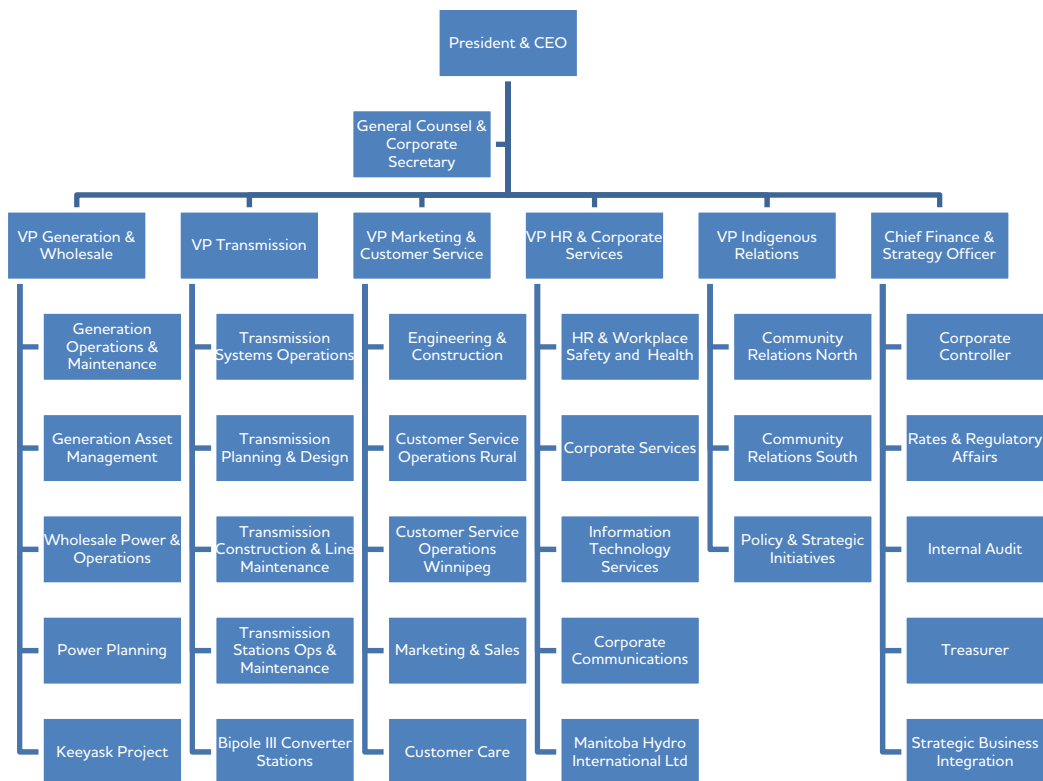 President & CEO
General Counsel &
Corporate
Secretary
VP Generation &
Wholesale
VP Transmission
VP Marketing &
Customer Service
VP HR & Corporate
Services
VP Indigenous
Relations
Chief Finance &
Strategy Officer
Generation
Operations &
Maintenance
Transmission
Systems Operations
Engineering &
Construction
HR & Workplace
Safety and Health
Community
Relations North
Corporate
Controller
Generation Asset
Management
Transmission
Planning & Design
Customer Service
Operations Rural
Corporate Services
Community
Relations South
Rates & Regulatory
Affairs
Wholesale Power &
Operations
Transmission
Construction & Line
Maintenance
Customer Service
Operations
Winnipeg
Information
Technology
Services
Policy & Strategic
Initiatives
Internal Audit
Power Planning
Transmission
Stations Ops &
Maintenance
Marketing & Sales
Corporate
Communications
Treasurer
Keeyask Project
Bipole III Converter
Stations
Customer Care
Manitoba Hydro
International Ltd
Strategic Business
Integration